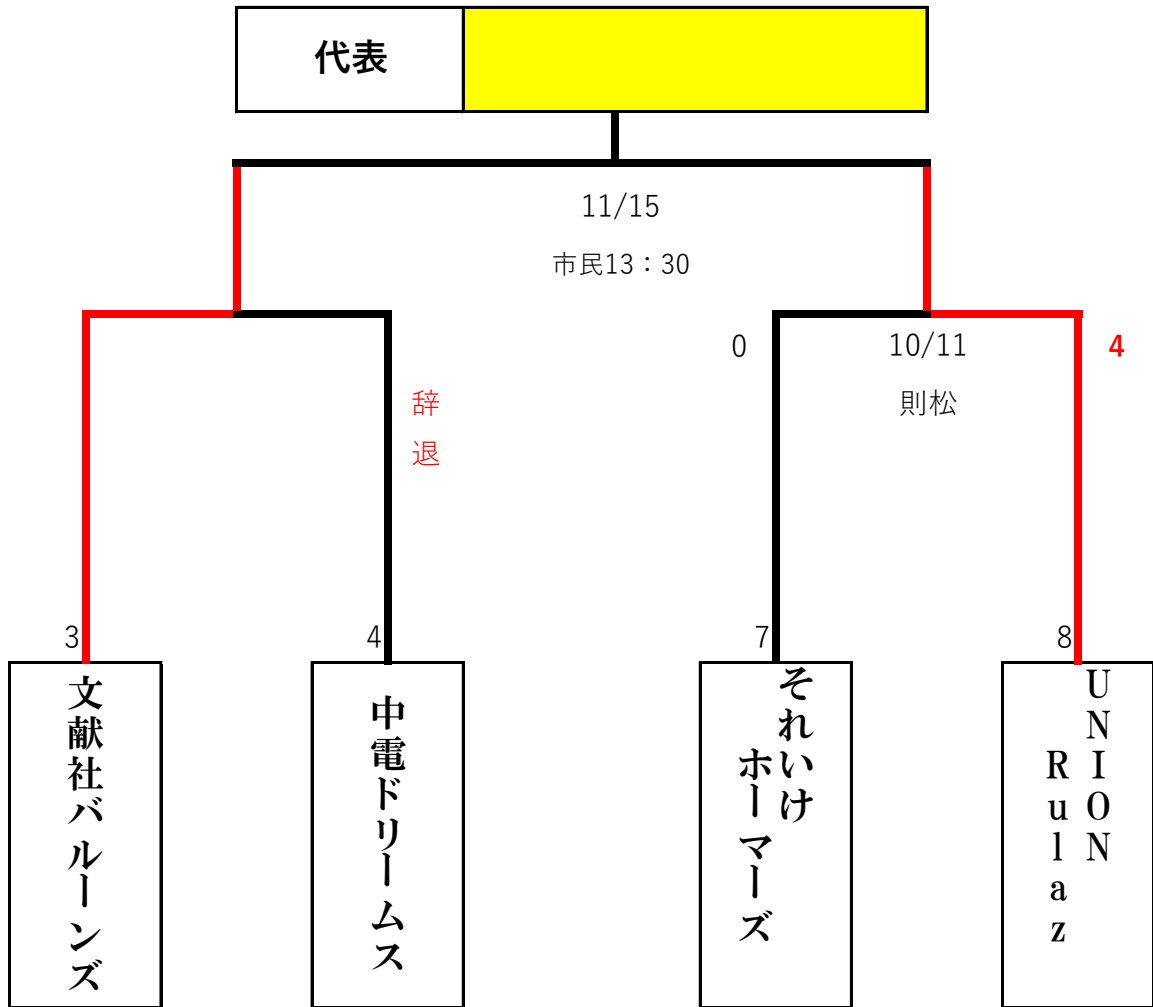 代表
11/15
市民13：30
0
10/11
4
則松
辞
退
3
4
7
8
文献社バルーンズ
中電ドリームス
それいけ
ホーマーズ
UNION
Rulaz